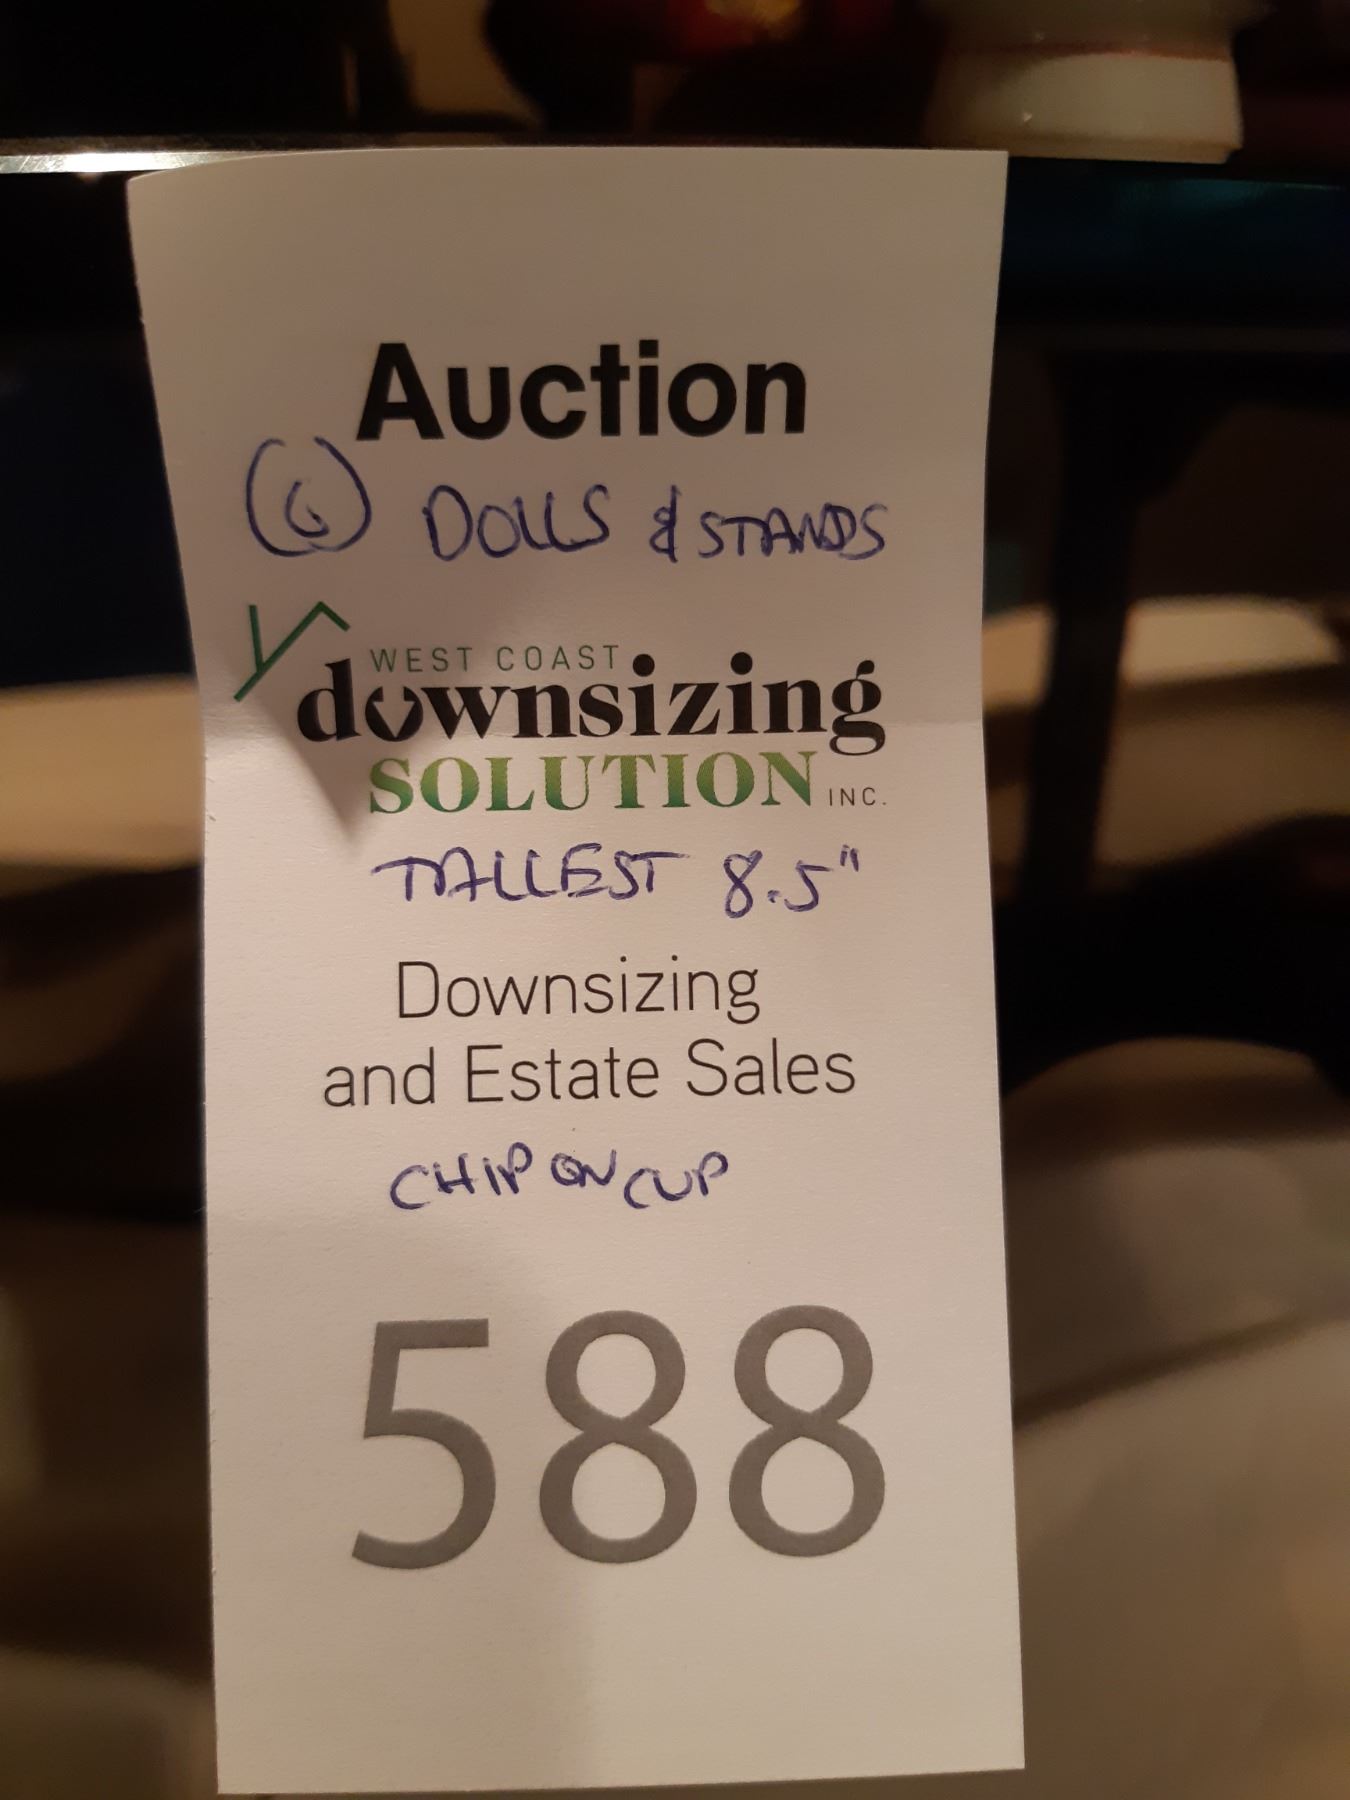 Auction
(6) DOLLS & STANDS
WEST COAST
downsizing
SOLUTION INC.
TALLEST 8.5"
Downsizing
and Estate Sales
CHIP ON CUP
588